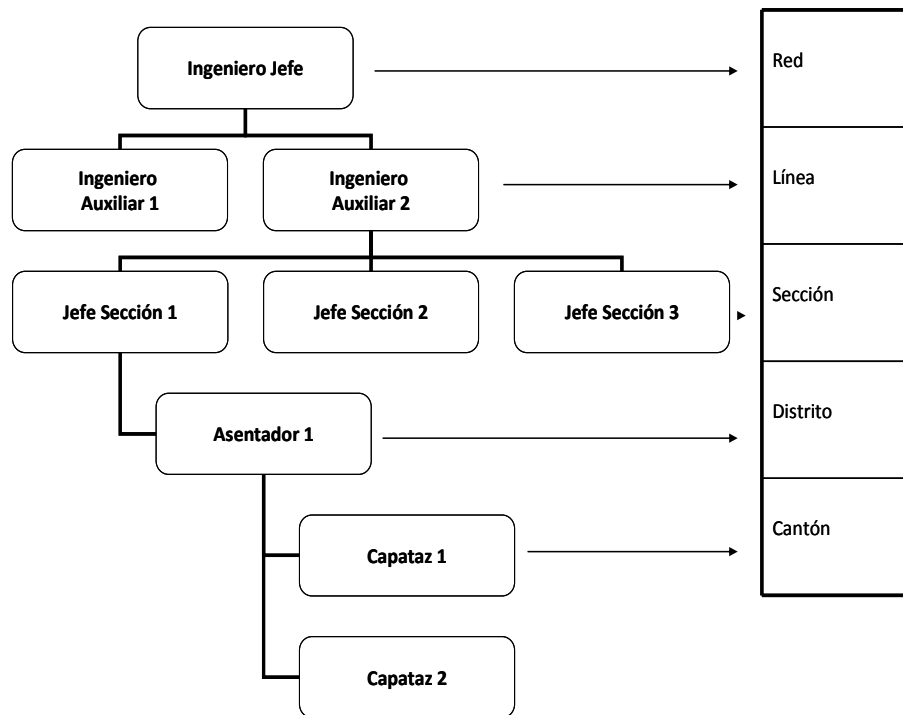 Ingeniero Jefe
Red
Ingeniero
Auxiliar 1
Ingeniero
Auxiliar 2
Línea
Jefe Sección 1
Jefe Sección 2
Jefe Sección 3
Sección
Asentador 1
Distrito
Capataz 1
Cantón
Capataz 2